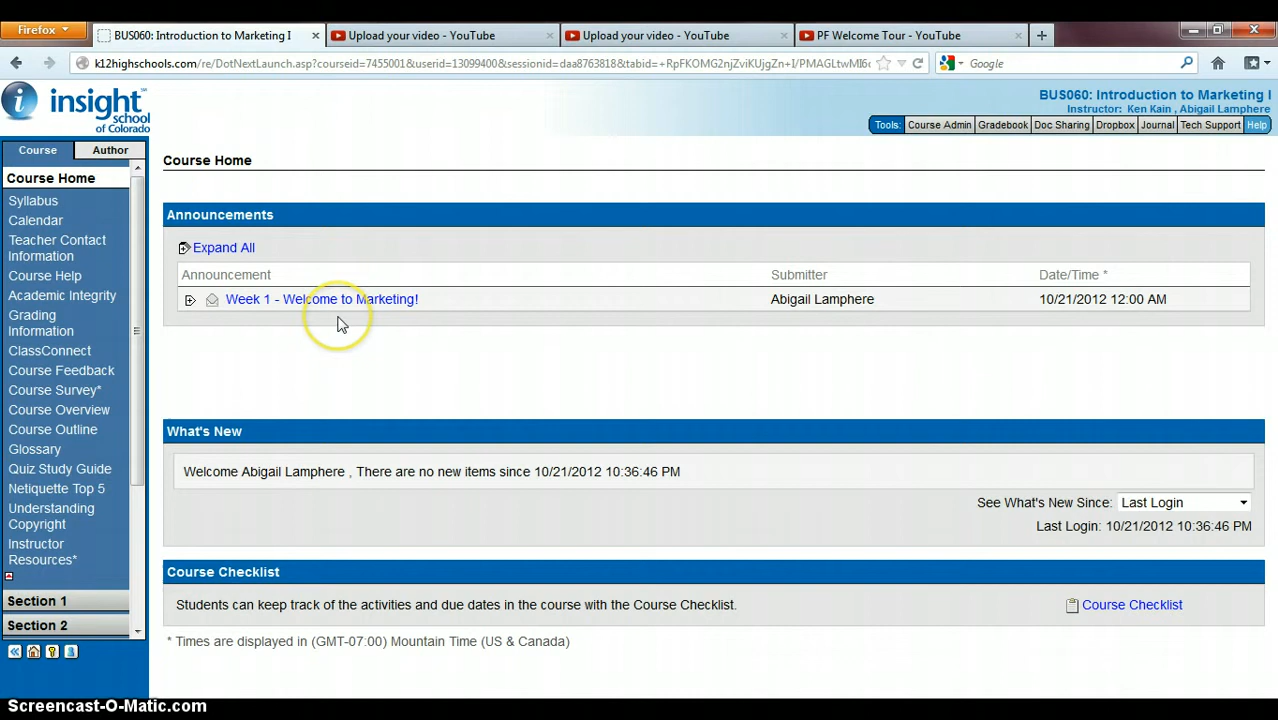 Firefox
BUS060: Introduction to Marketing I
Upload your video - YouTube
Upload your video - YouTube
PF Welcome Tour - YouTube
k12highschools.com/re/DotNextLaunch.asp?courseid=7455001&userid=13099400&sessionid=daa8763818&tabid=
Google
insight
school
of Colorado
BUS060: Introduction to Marketing I
Instructor: Ken Kain , Abigail Lamphere
Tools: Course Admin Gradebook Doc Sharing Dropbox Journal Tech Support Help
Course Author
Course Home
Syllabus
Calendar
Teacher Contact
Information
Course Help
Academic Integrity
Grading
Information
ClassConnect
Course Feedback
Course Survey*
Course Overview
Course Outline
Glossary
Quiz Study Guide
Netiquette Top 5
Understanding
Copyright
Instructor
Resources*
Section 1
Section 2
Course Home
Announcements
Expand All
Announcement Submitter Date/Time *
Week 1 - Welcome to Marketing! Abigail Lamphere 10/21/2012 12:00 AM
What's New
Welcome Abigail Lamphere , There are no new items since 10/21/2012 10:36:46 PM
See What's New Since: Last Login
Last Login: 10/21/2012 10:36:46 PM
Course Checklist
Students can keep track of the activities and due dates in the course with the Course Checklist. Course Checklist
* Times are displayed in (GMT-07:00) Mountain Time (US & Canada)
Screencast-O-Matic.com